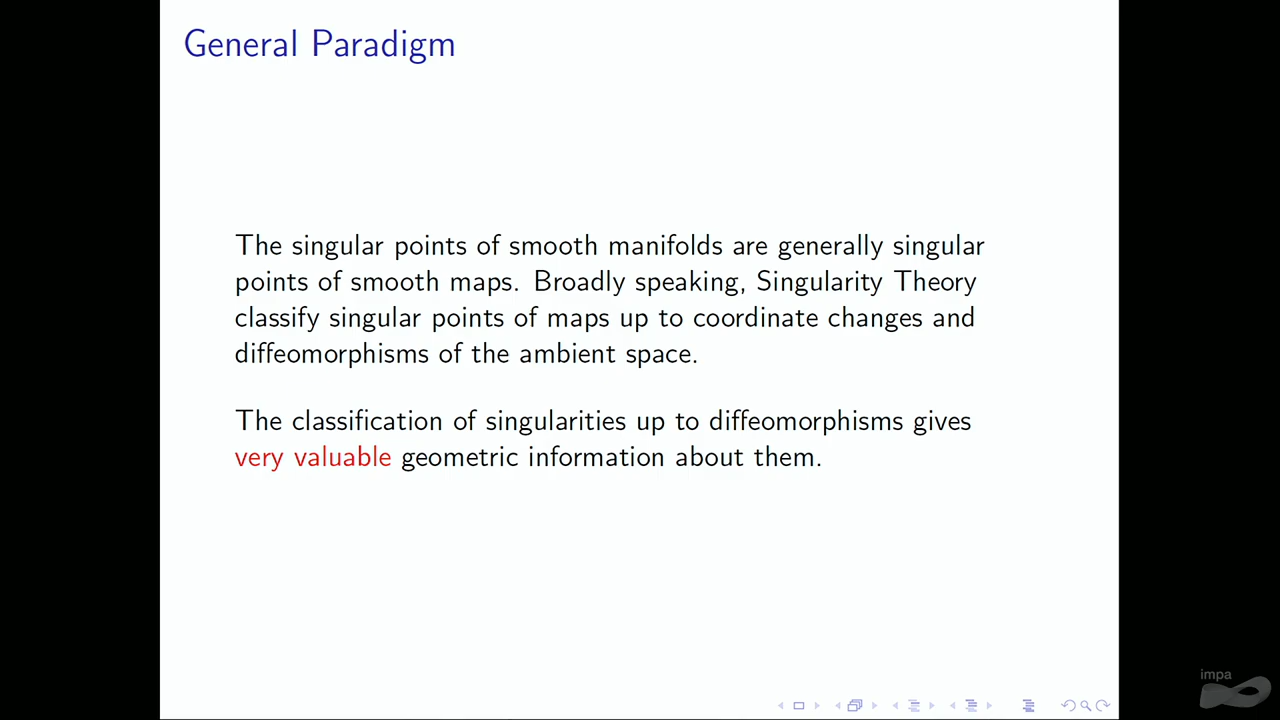 General Paradigm
The singular points of smooth manifolds are generally singular
points of smooth maps. Broadly speaking, Singularity Theory
classify singular points of maps up to coordinate changes and
diffeomorphisms of the ambient space.
The classification of singularities up to diffeomorphisms gives
very valuable geometric information about them.
impa